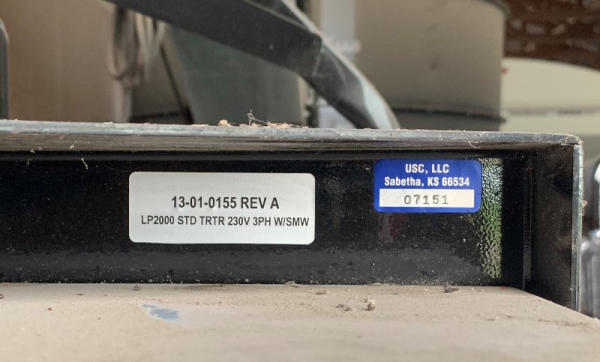 13-01-0155 REV A
LP2000 STD TRTR 230V 3PH W/SMW
USC, LLC
Sabetha, KS 66534
07151